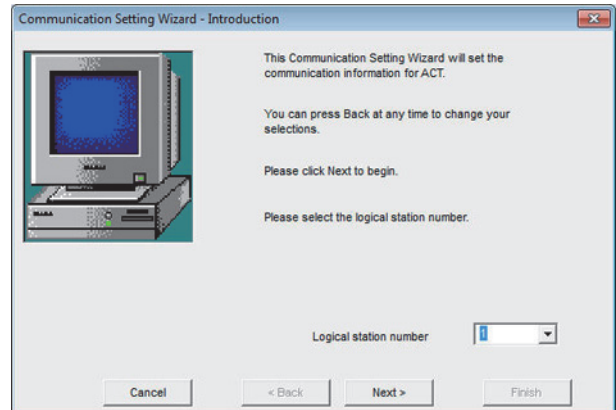 Communication Setting Wizard - Introduction
This Communication Setting Wizard will set the
communication information for ACT.
You can press Back at any time to change your
selections.
Please click Next to begin.
Please select the logical station number.
Logical station number 1
Cancel < Back Next > Finish